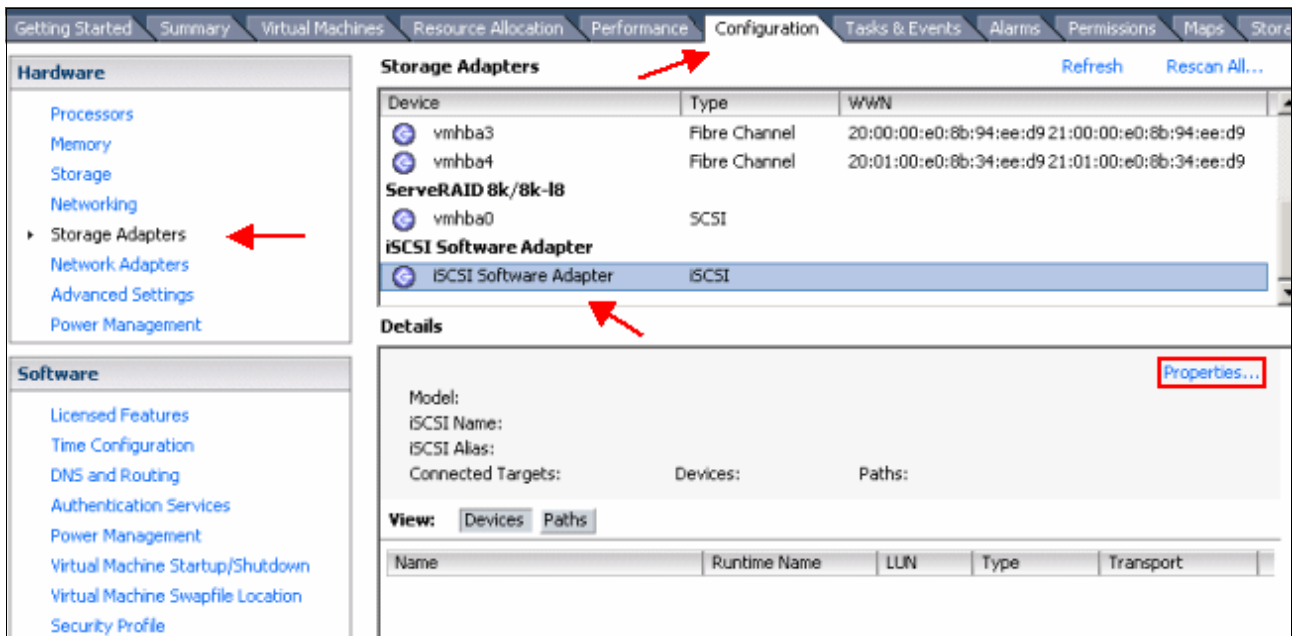 Getting Started Summary Virtual Machines Resource Allocation Performance Configuration Tasks & Events Alarms Permissions Maps Stora
Hardware
Processors
Memory
Storage
Networking
Storage Adapters
Network Adapters
Advanced Settings
Power Management
Software
Licensed Features
Time Configuration
DNS and Routing
Authentication Services
Power Management
Virtual Machine Startup/Shutdown
Virtual Machine Swapfile Location
Security Profile
Storage Adapters Refresh Rescan All...
Device Type WWN
vmhba3 Fibre Channel 20:00:00:e0:8b:94:ee:d9 21:00:00:e0:8b:94:ee:d9
vmhba4 Fibre Channel 20:01:00:e0:8b:34:ee:d9 21:01:00:e0:8b:34:ee:d9
ServeRAID 8k/8k-l8
vmhba0 SCSI
iSCSI Software Adapter
iSCSI Software Adapter iSCSI
Details
Properties...
Model:
iSCSI Name:
iSCSI Alias:
Connected Targets: Devices: Paths:
View: Devices Paths
Name Runtime Name LUN Type Transport